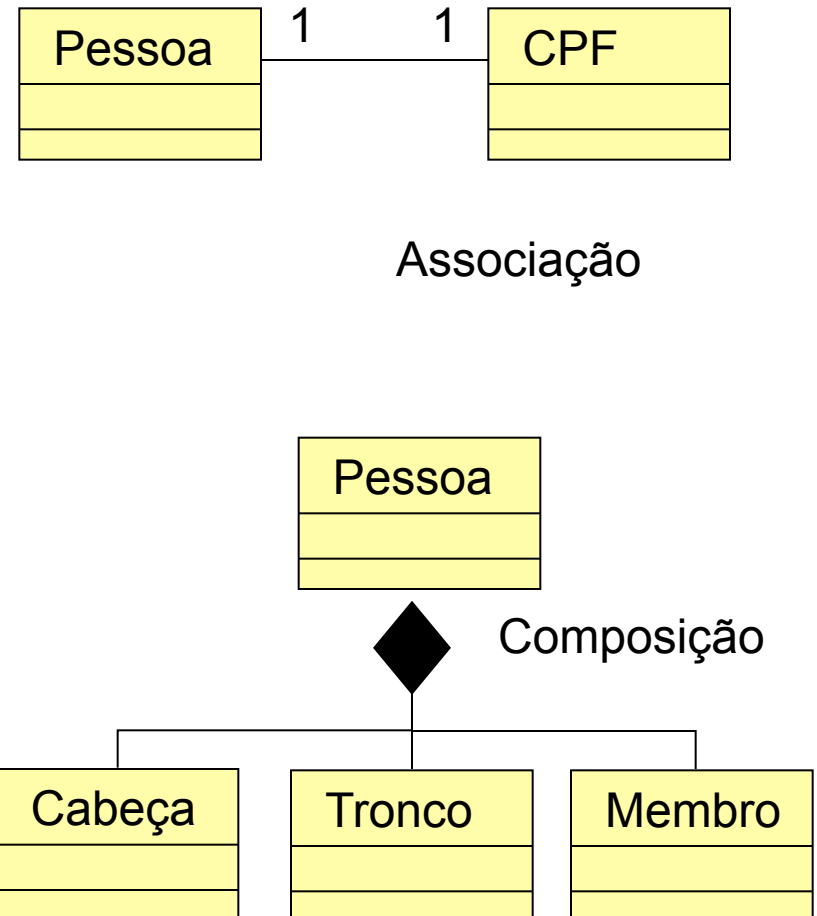 Pessoa 1 1 CPF
Associação
Pessoa
Composição
Cabeça Tronco Membro